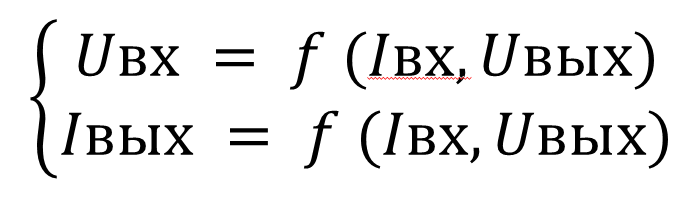 Uвх = f (Iвх, Uвых)
Iвых = f (Iвх, Uвых)